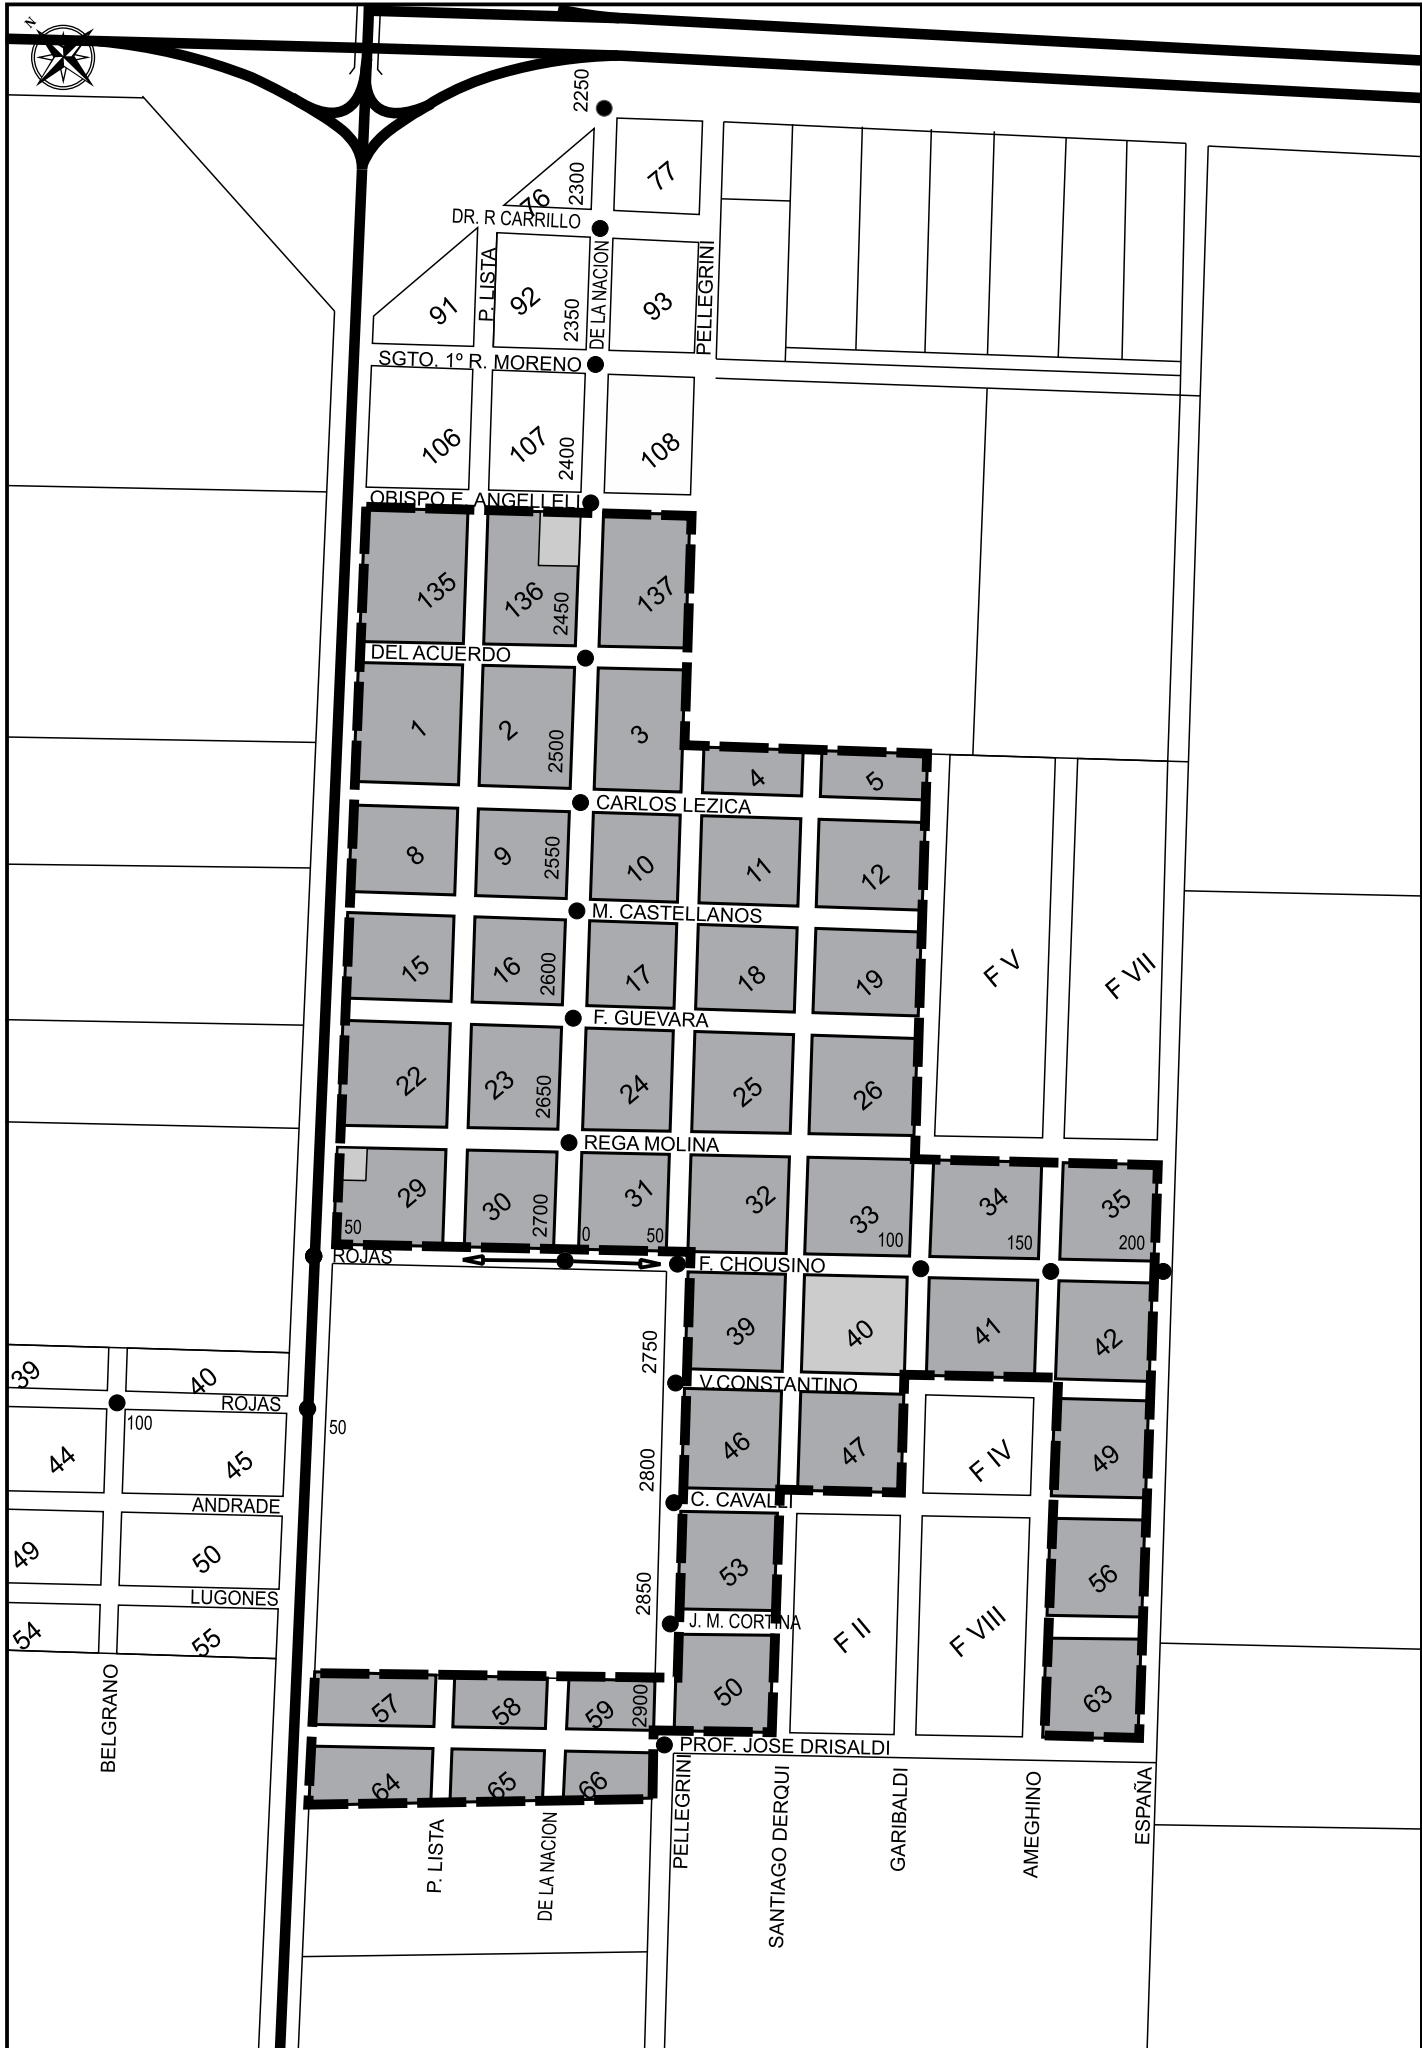 N
2250
77
76
2300
DR. R CARRILLO
P. LISTA
91
92
2350
DE LA NACION
93
PELLEGRINI
SGTO. 1º R. MORENO
106
107
2400
108
OBISPO E. ANGELLELI
135
136
2450
137
DEL ACUERDO
1
2
2500
3
4
5
CARLOS LEZICA
8
9
2550
10
11
12
M. CASTELLANOS
15
16
2600
17
18
19
F V
F VII
F. GUEVARA
22
23
2650
24
25
26
REGA MOLINA
29
30
2700
31
32
33
34
35
50
0
50
100
150
200
ROJAS
F. CHOUSINO
39
40
41
42
2750
39
40
V.CONSTANTINO
ROJAS
100
50
44
45
46
47
F IV
49
2800
ANDRADE
C. CAVALLI
49
50
53
56
2850
LUGONES
J. M. CORTINA
54
55
F II
F VIII
57
58
59
2900
50
63
BELGRANO
PROF. JOSE DRISALDI
64
65
66
P. LISTA
DE LA NACION
PELLEGRINI
SANTIAGO DERQUI
GARIBALDI
AMEGHINO
ESPAÑA